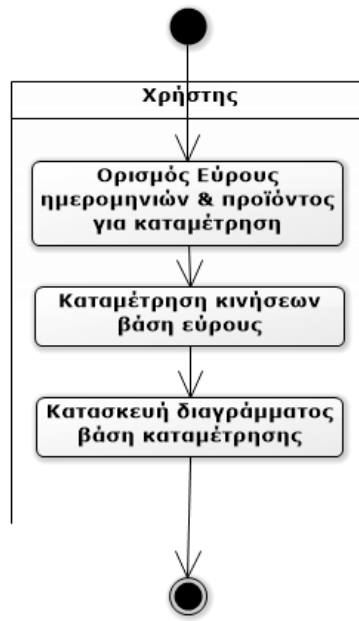 Χρήστης
Ορισμός Εύρους
ημερομηνιών & προϊόντος
για καταμέτρηση
Καταμέτρηση κινήσεων
βάση εύρους
Κατασκευή διαγράμματος
βάση καταμέτρησης